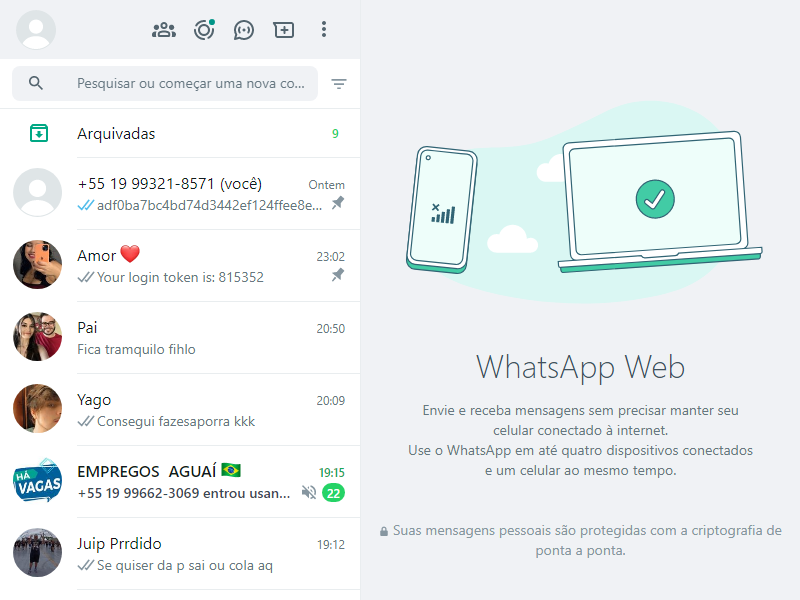 Pesquisar ou começar uma nova co...
Arquivadas
9
+55 19 99321-8571 (você)
Ontem
adf0ba7bc4bd74d3442ef124ffee8e...
Amor ❤️
23:02
Your login token is: 815352
Pai
20:50
Fica tramquilo fihlo
Yago
20:09
Consegui fazesaporra kkk
HÁ
VAGAS
EMPREGOS AGUAÍ 🇧🇷
19:15
+55 19 99662-3069 entrou usan...
22
Juip Prrdido
19:12
Se quiser da p sai ou cola aq
WhatsApp Web
Envie e receba mensagens sem precisar manter seu
celular conectado à internet.
Use o WhatsApp em até quatro dispositivos conectados
e um celular ao mesmo tempo.
Suas mensagens pessoais são protegidas com a criptografia de
ponta a ponta.